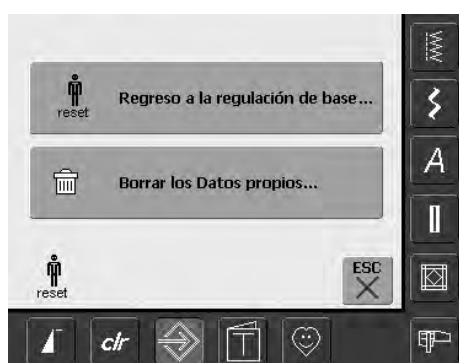 reset
Regreso a la regulación de base...
Borrar los Datos propios...
reset
ESC
A
clr
T